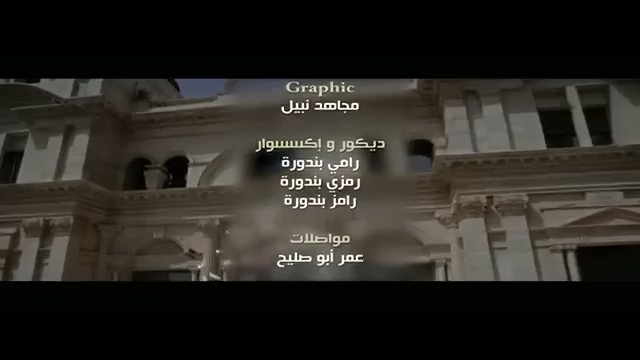 Graphic
مجاهد نبيل
ديكور و إكسسوار
رامي بندورة
رمزي بندورة
رامز بندورة
مواصلات
عمر أبو صليح